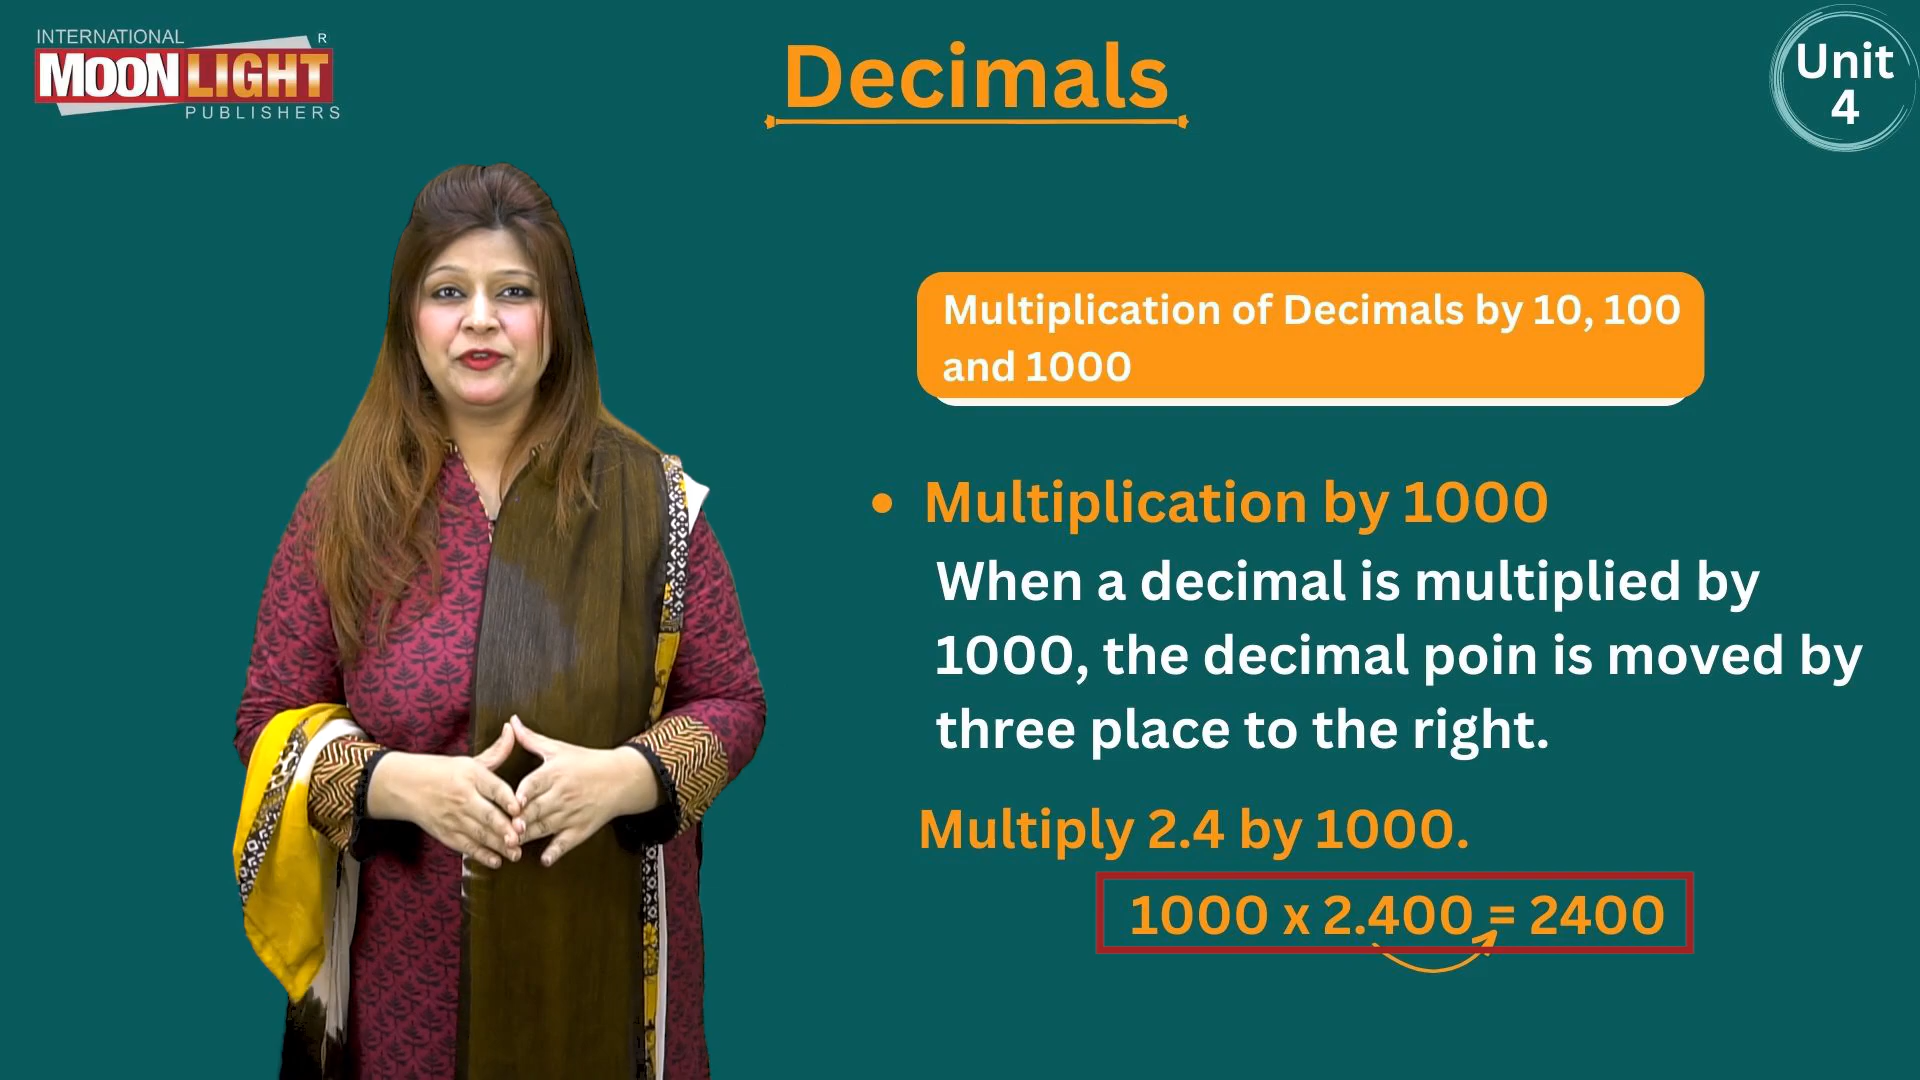 INTERNATIONAL
R
MOON LIGHT
PUBLISHERS
Decimals
Unit
4
Multiplication of Decimals by 10, 100
and 1000
• Multiplication by 1000
When a decimal is multiplied by
1000, the decimal poin is moved by
three place to the right.
Multiply 2.4 by 1000.
1000 x 2.400 = 2400